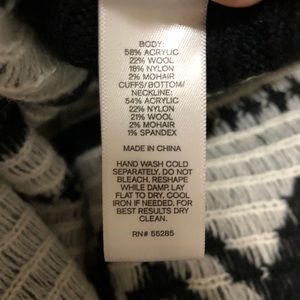 BODY:
58% ACRYLIC
22% WOOL
18% NYLON
2% MOHAIR
CUFFS/BOTTOM/
NECKLINE:
54% ACRYLIC
22% NYLON
21% WOOL
2% MOHAIR
1% SPANDEX
MADE IN CHINA
HAND WASH COLD
SEPARATELY. DO NOT
BLEACH. RESHAPE
WHILE DAMP. LAY
FLAT TO DRY. COOL
IRON IF NEEDED. FOR
BEST RESULTS DRY
CLEAN.
RN# 55285